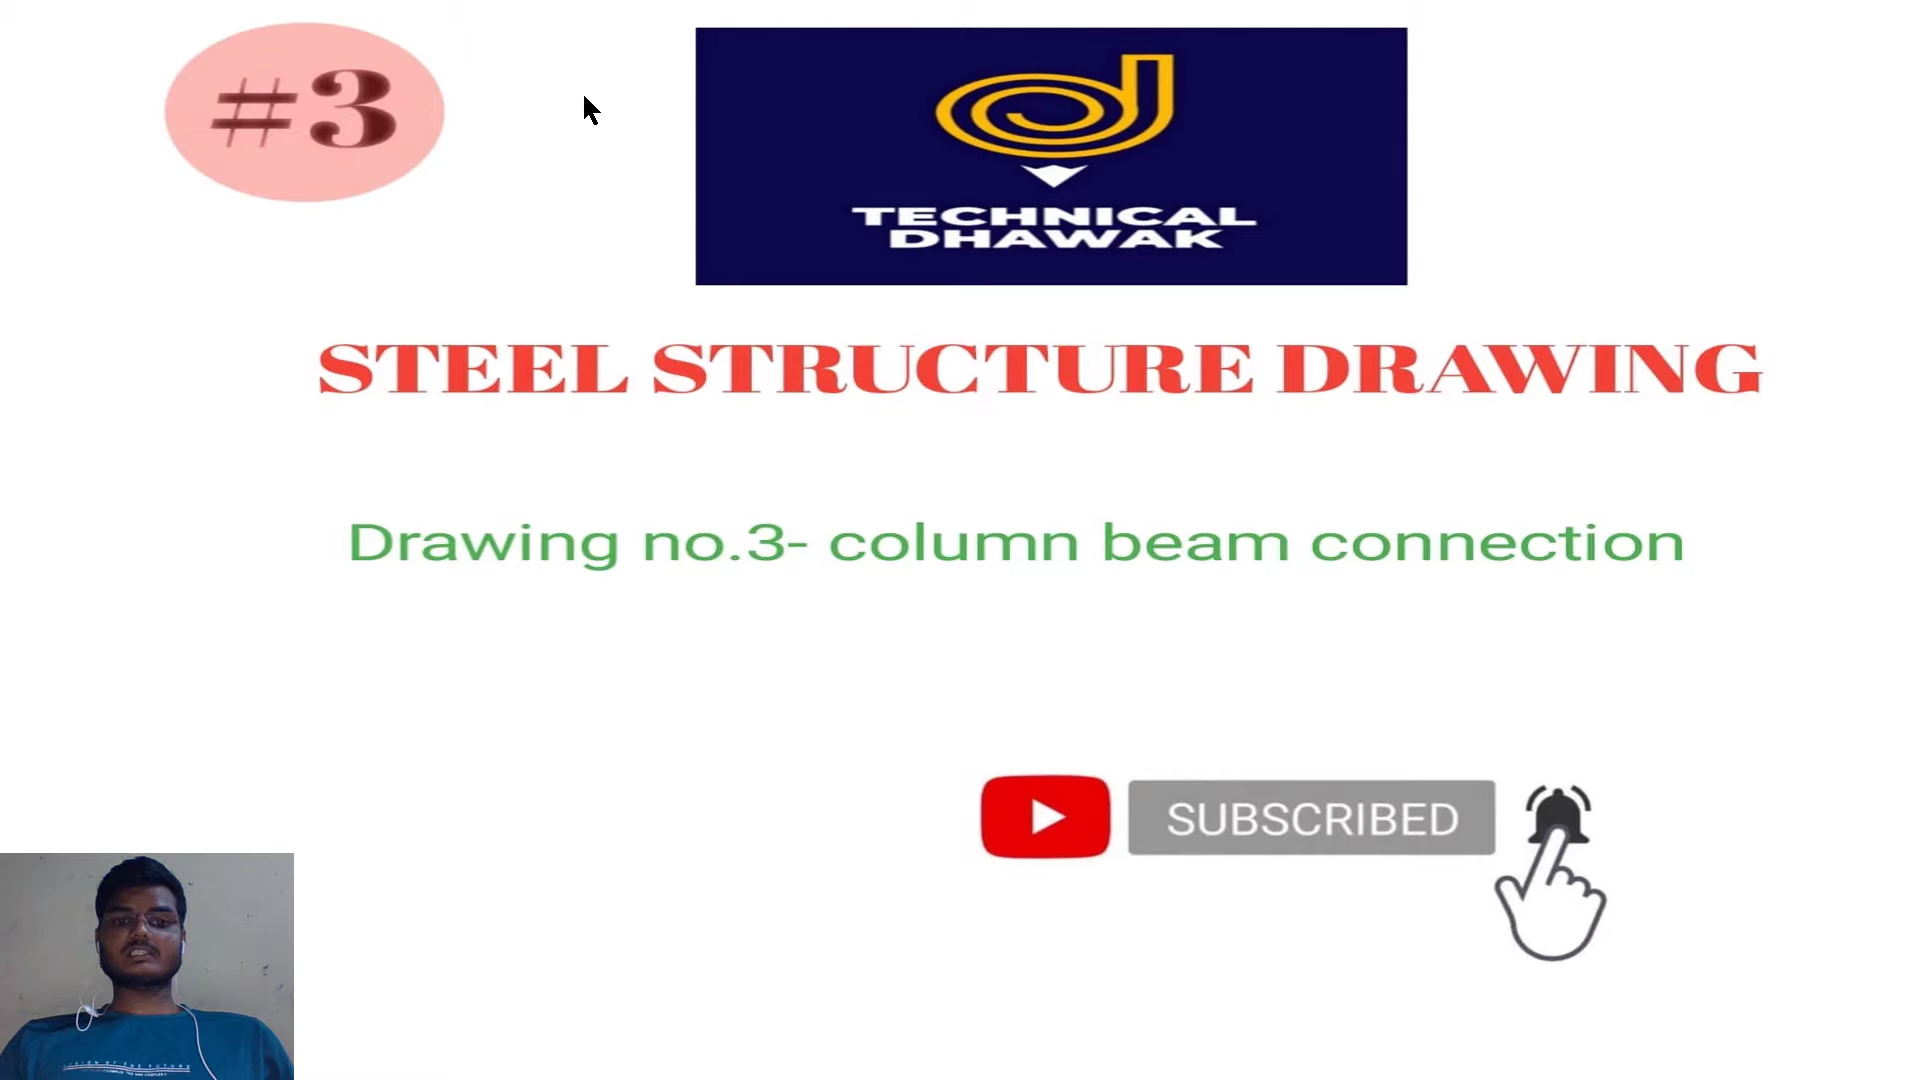 #3
TECHNICAL
DHAWAK
STEEL STRUCTURE DRAWING
Drawing no.3- column beam connection
SUBSCRIBED